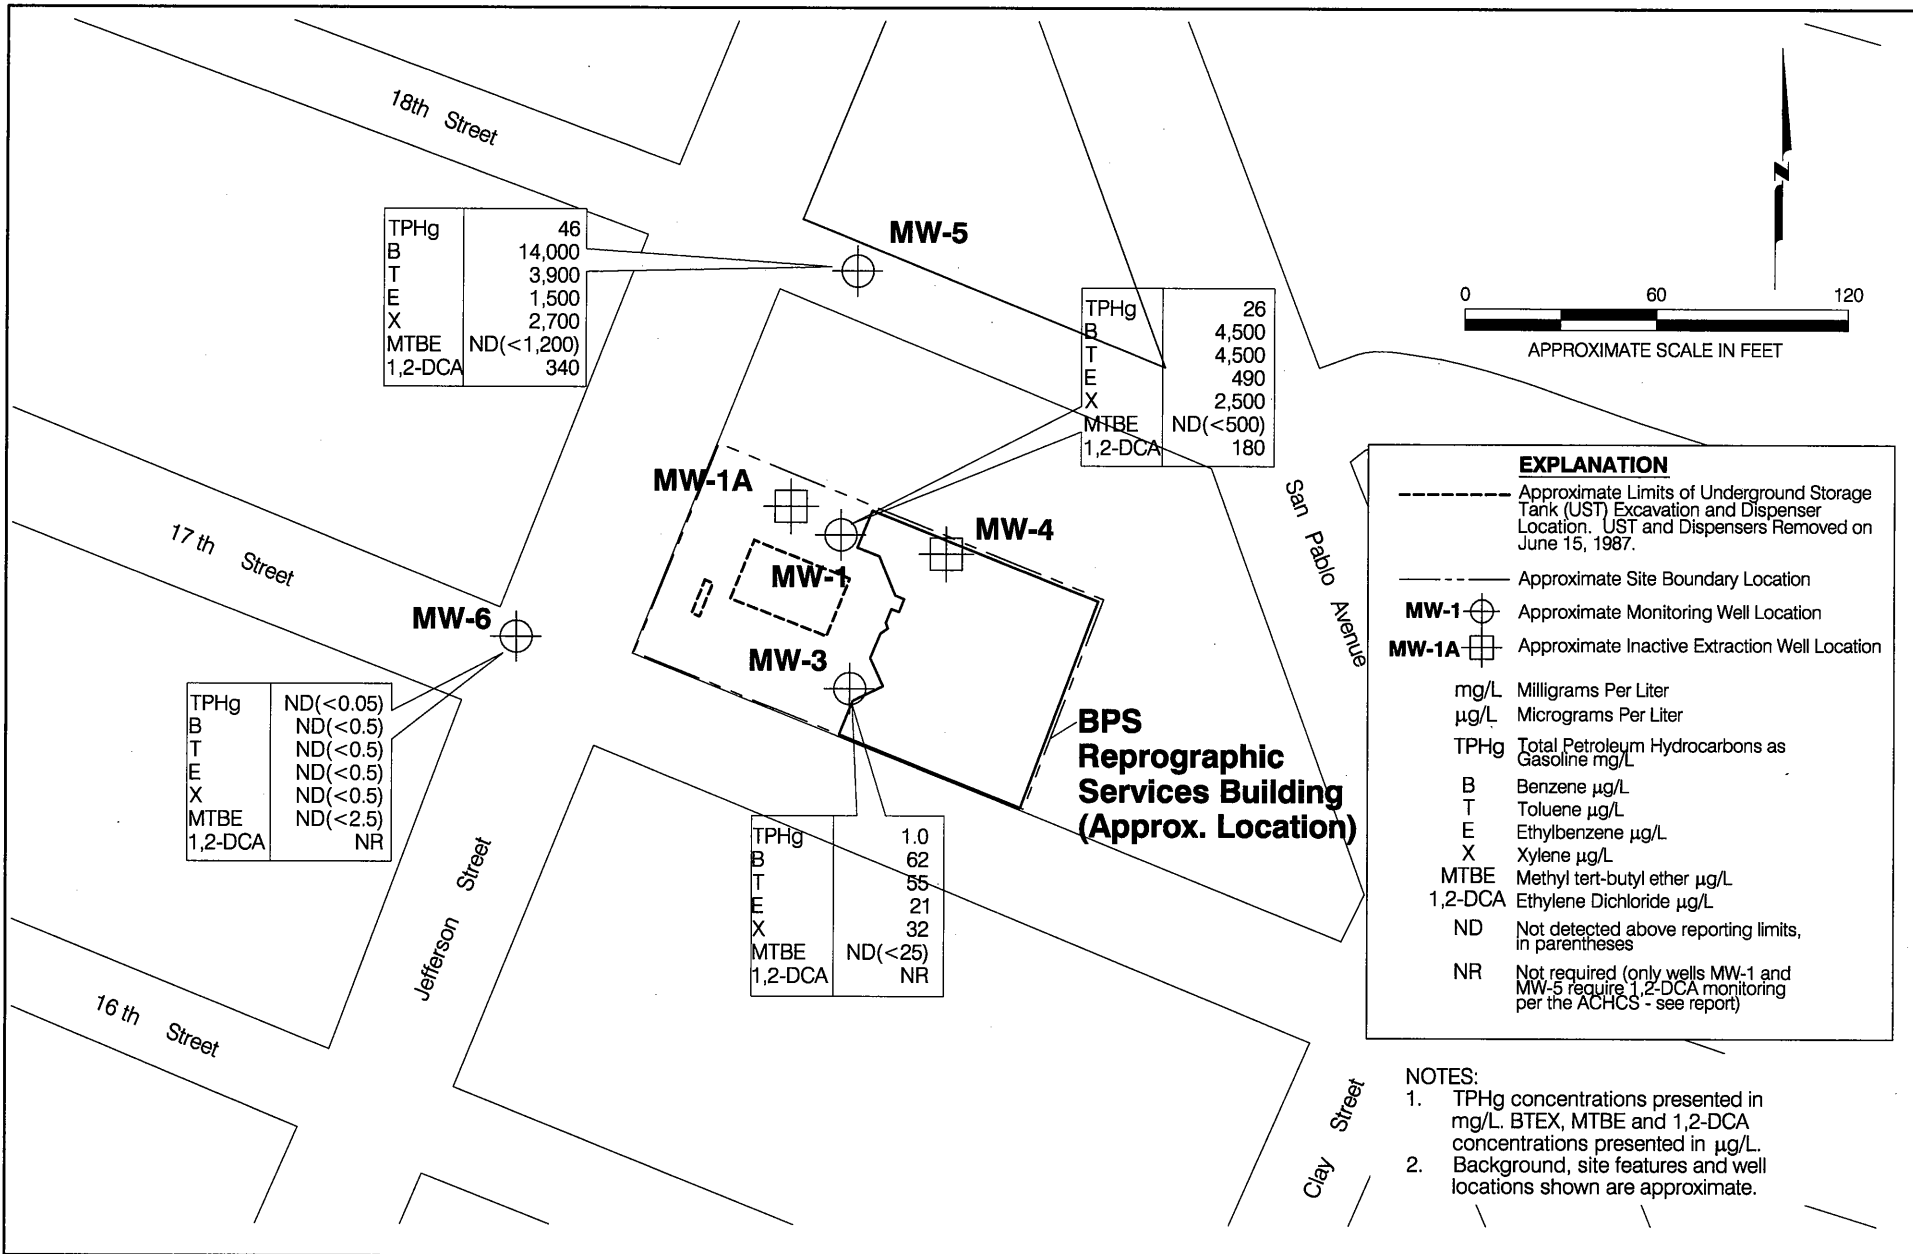 18th Street
MW-5
TPHg 46
B 14,000
T 3,900
E 1,500
X 2,700
MTBE ND(<1,200)
1,2-DCA 340
TPHg 26
B 4,500
T 4,500
E 490
X 2,500
MTBE ND(<500)
1,2-DCA 180
N
0 60 120
APPROXIMATE SCALE IN FEET
MW-1A
MW-4
San Pablo Avenue
17 th Street
MW-1
MW-6
MW-3
TPHg ND(<0.05)
B ND(<0.5)
T ND(<0.5)
E ND(<0.5)
X ND(<0.5)
MTBE ND(<2.5)
1,2-DCA NR
BPS
Reprographic
Services Building
(Approx. Location)
TPHg 1.0
B 62
T 55
E 21
X 32
MTBE ND(<25)
1,2-DCA NR
Jefferson Street
16 th Street
Clay Street
EXPLANATION
Approximate Limits of Underground Storage
Tank (UST) Excavation and Dispenser
Location. UST and Dispensers Removed on
June 15, 1987.
Approximate Site Boundary Location
MW-1 Approximate Monitoring Well Location
MW-1A Approximate Inactive Extraction Well Location
mg/L Milligrams Per Liter
µg/L Micrograms Per Liter
TPHg Total Petroleum Hydrocarbons as
Gasoline mg/L
B Benzene µg/L
T Toluene µg/L
E Ethylbenzene µg/L
X Xylene µg/L
MTBE Methyl tert-butyl ether µg/L
1,2-DCA Ethylene Dichloride µg/L
ND Not detected above reporting limits,
in parentheses
NR Not required (only wells MW-1 and
MW-5 require 1,2-DCA monitoring
per the ACHCS - see report)
NOTES:
1. TPHg concentrations presented in
mg/L. BTEX, MTBE and 1,2-DCA
concentrations presented in µg/L.
2. Background, site features and well
locations shown are approximate.